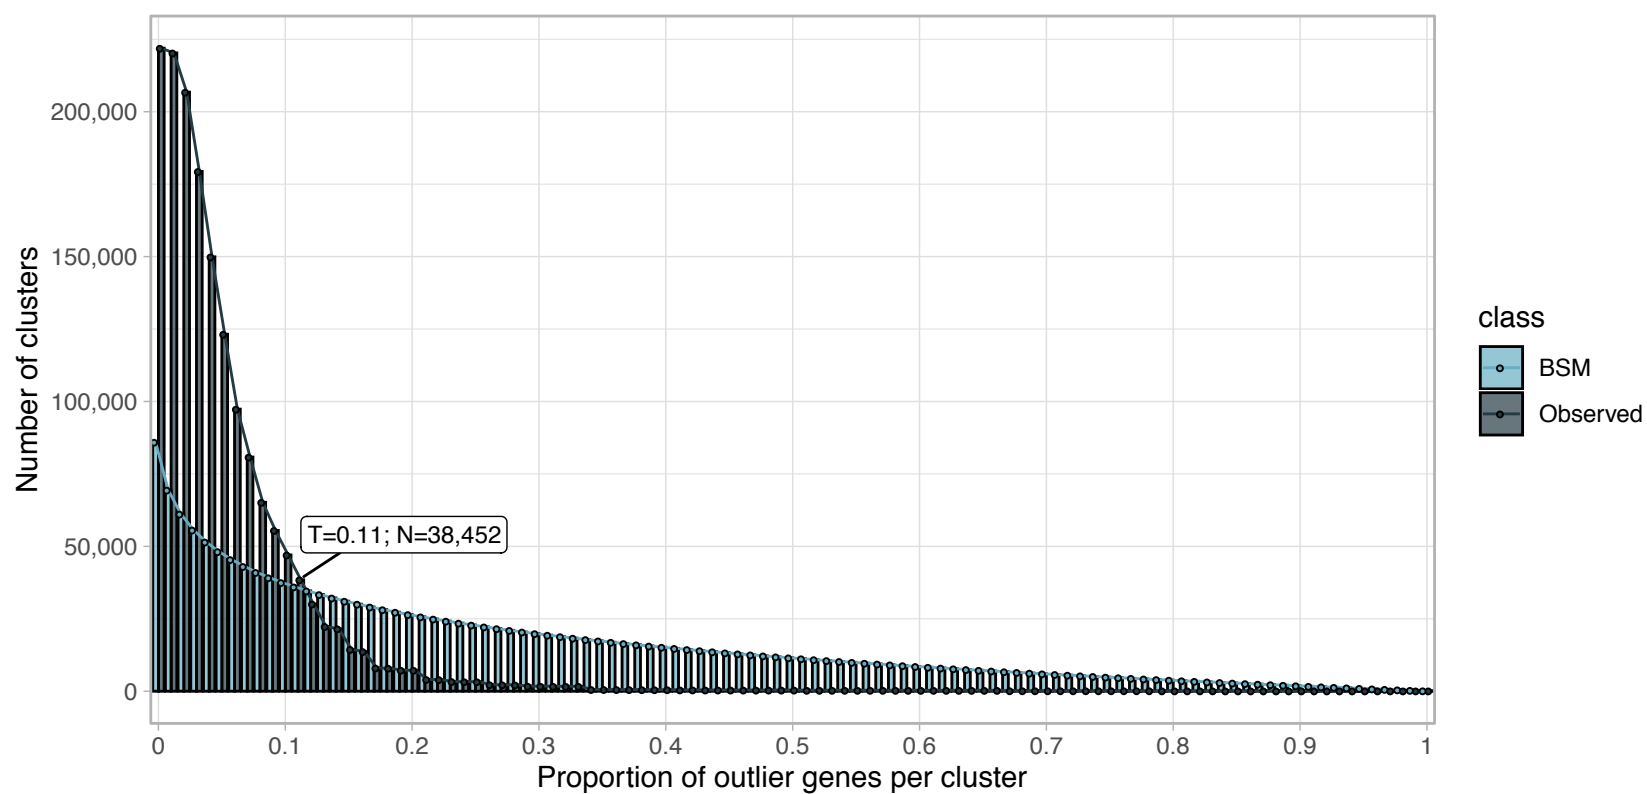 200,000
150,000
100,000
50,000
0
Number of clusters
T=0.11; N=38,452
0 0.1 0.2 0.3 0.4 0.5 0.6 0.7 0.8 0.9 1
Proportion of outlier genes per cluster
class
BSM
Observed